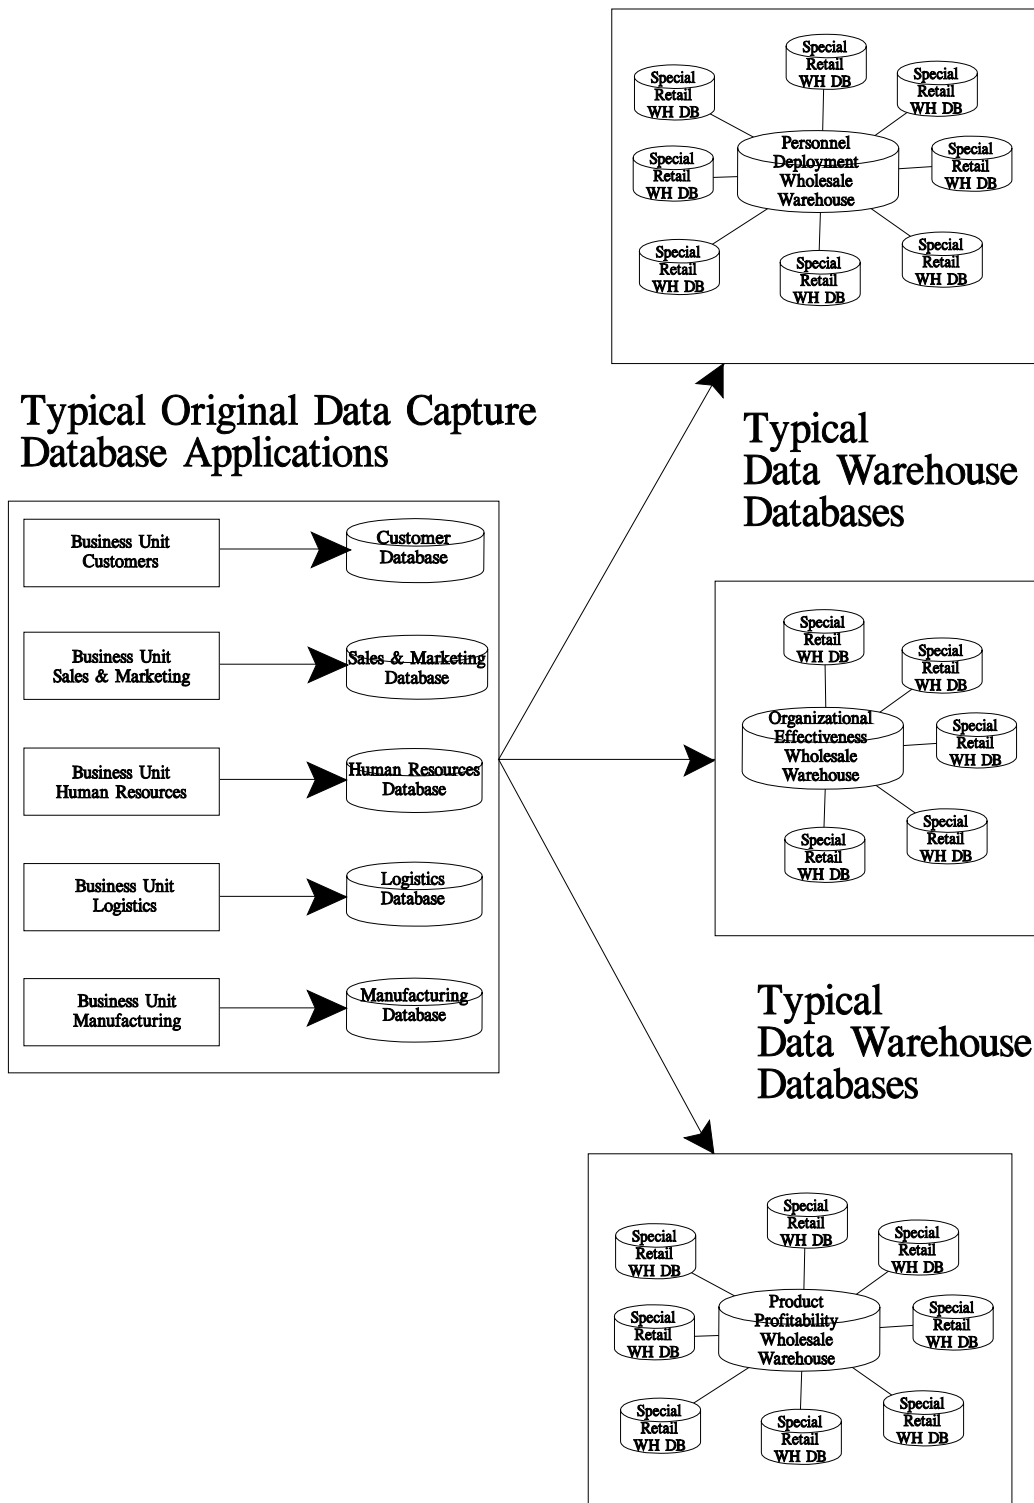 Special
Retail
WH DB
Special
Retail
WH DB
Special
Retail
WH DB
Personnel
Deployment
Wholesale
Warehouse
Special
Retail
WH DB
Special
Retail
WH DB
Special
Retail
WH DB
Special
Retail
WH DB
Special
Retail
WH DB
Typical Original Data Capture
Database Applications
Typical
Data Warehouse
Databases
Business Unit
Customers
Customer
Database
Business Unit
Sales & Marketing
Sales & Marketing
Database
Business Unit
Human Resources
Human Resources
Database
Business Unit
Logistics
Logistics
Database
Business Unit
Manufacturing
Manufacturing
Database
Special
Retail
WH DB
Special
Retail
WH DB
Organizational
Effectiveness
Wholesale
Warehouse
Special
Retail
WH DB
Special
Retail
WH DB
Special
Retail
WH DB
Typical
Data Warehouse
Databases
Special
Retail
WH DB
Special
Retail
WH DB
Special
Retail
WH DB
Product
Profitability
Wholesale
Warehouse
Special
Retail
WH DB
Special
Retail
WH DB
Special
Retail
WH DB
Special
Retail
WH DB
Special
Retail
WH DB